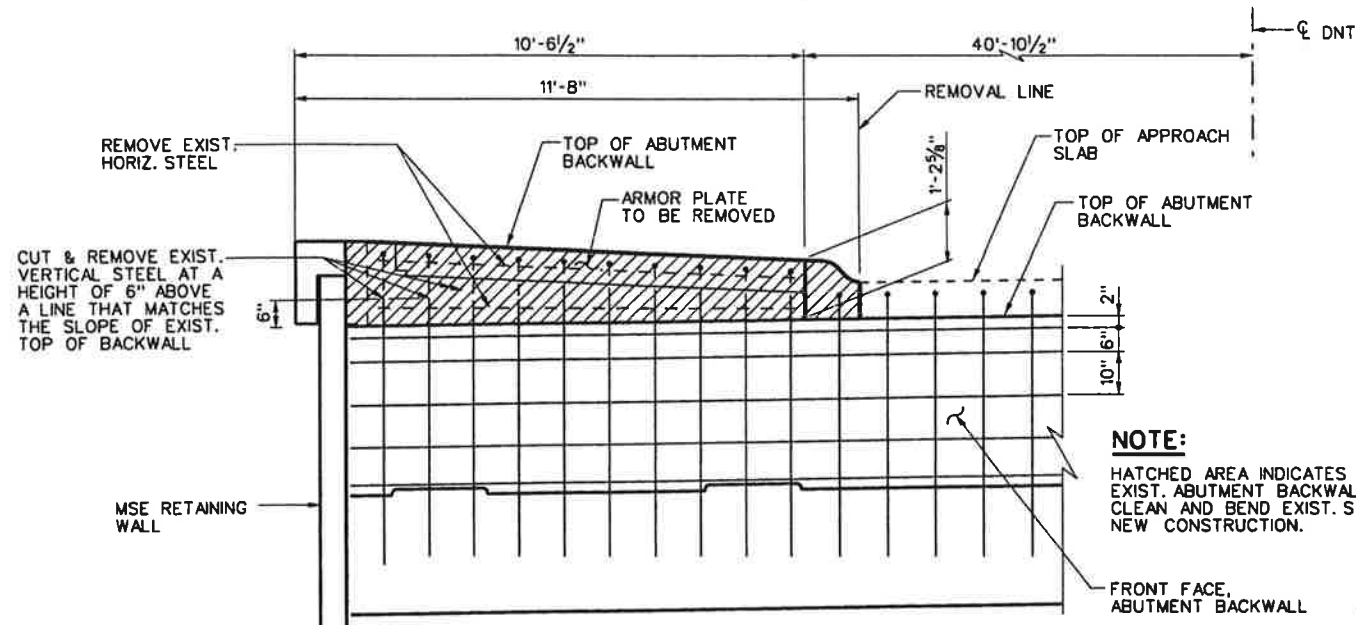 10'-6½"
40'-10½"
℄ DNT
11'-8"
REMOVAL LINE
REMOVE EXIST.
HORIZ. STEEL
TOP OF ABUTMENT
BACKWALL
TOP OF APPROACH
SLAB
1'-2⅝"
ARMOR PLATE
TO BE REMOVED
TOP OF ABUTMENT
BACKWALL
CUT & REMOVE EXIST.
VERTICAL STEEL AT A
HEIGHT OF 6" ABOVE
A LINE THAT MATCHES
THE SLOPE OF EXIST.
TOP OF BACKWALL
6"
2"
6"
10"
NOTE:
HATCHED AREA INDICATES
EXIST. ABUTMENT BACKWAL
CLEAN AND BEND EXIST. S
NEW CONSTRUCTION.
MSE RETAINING
WALL
FRONT FACE,
ABUTMENT BACKWALL